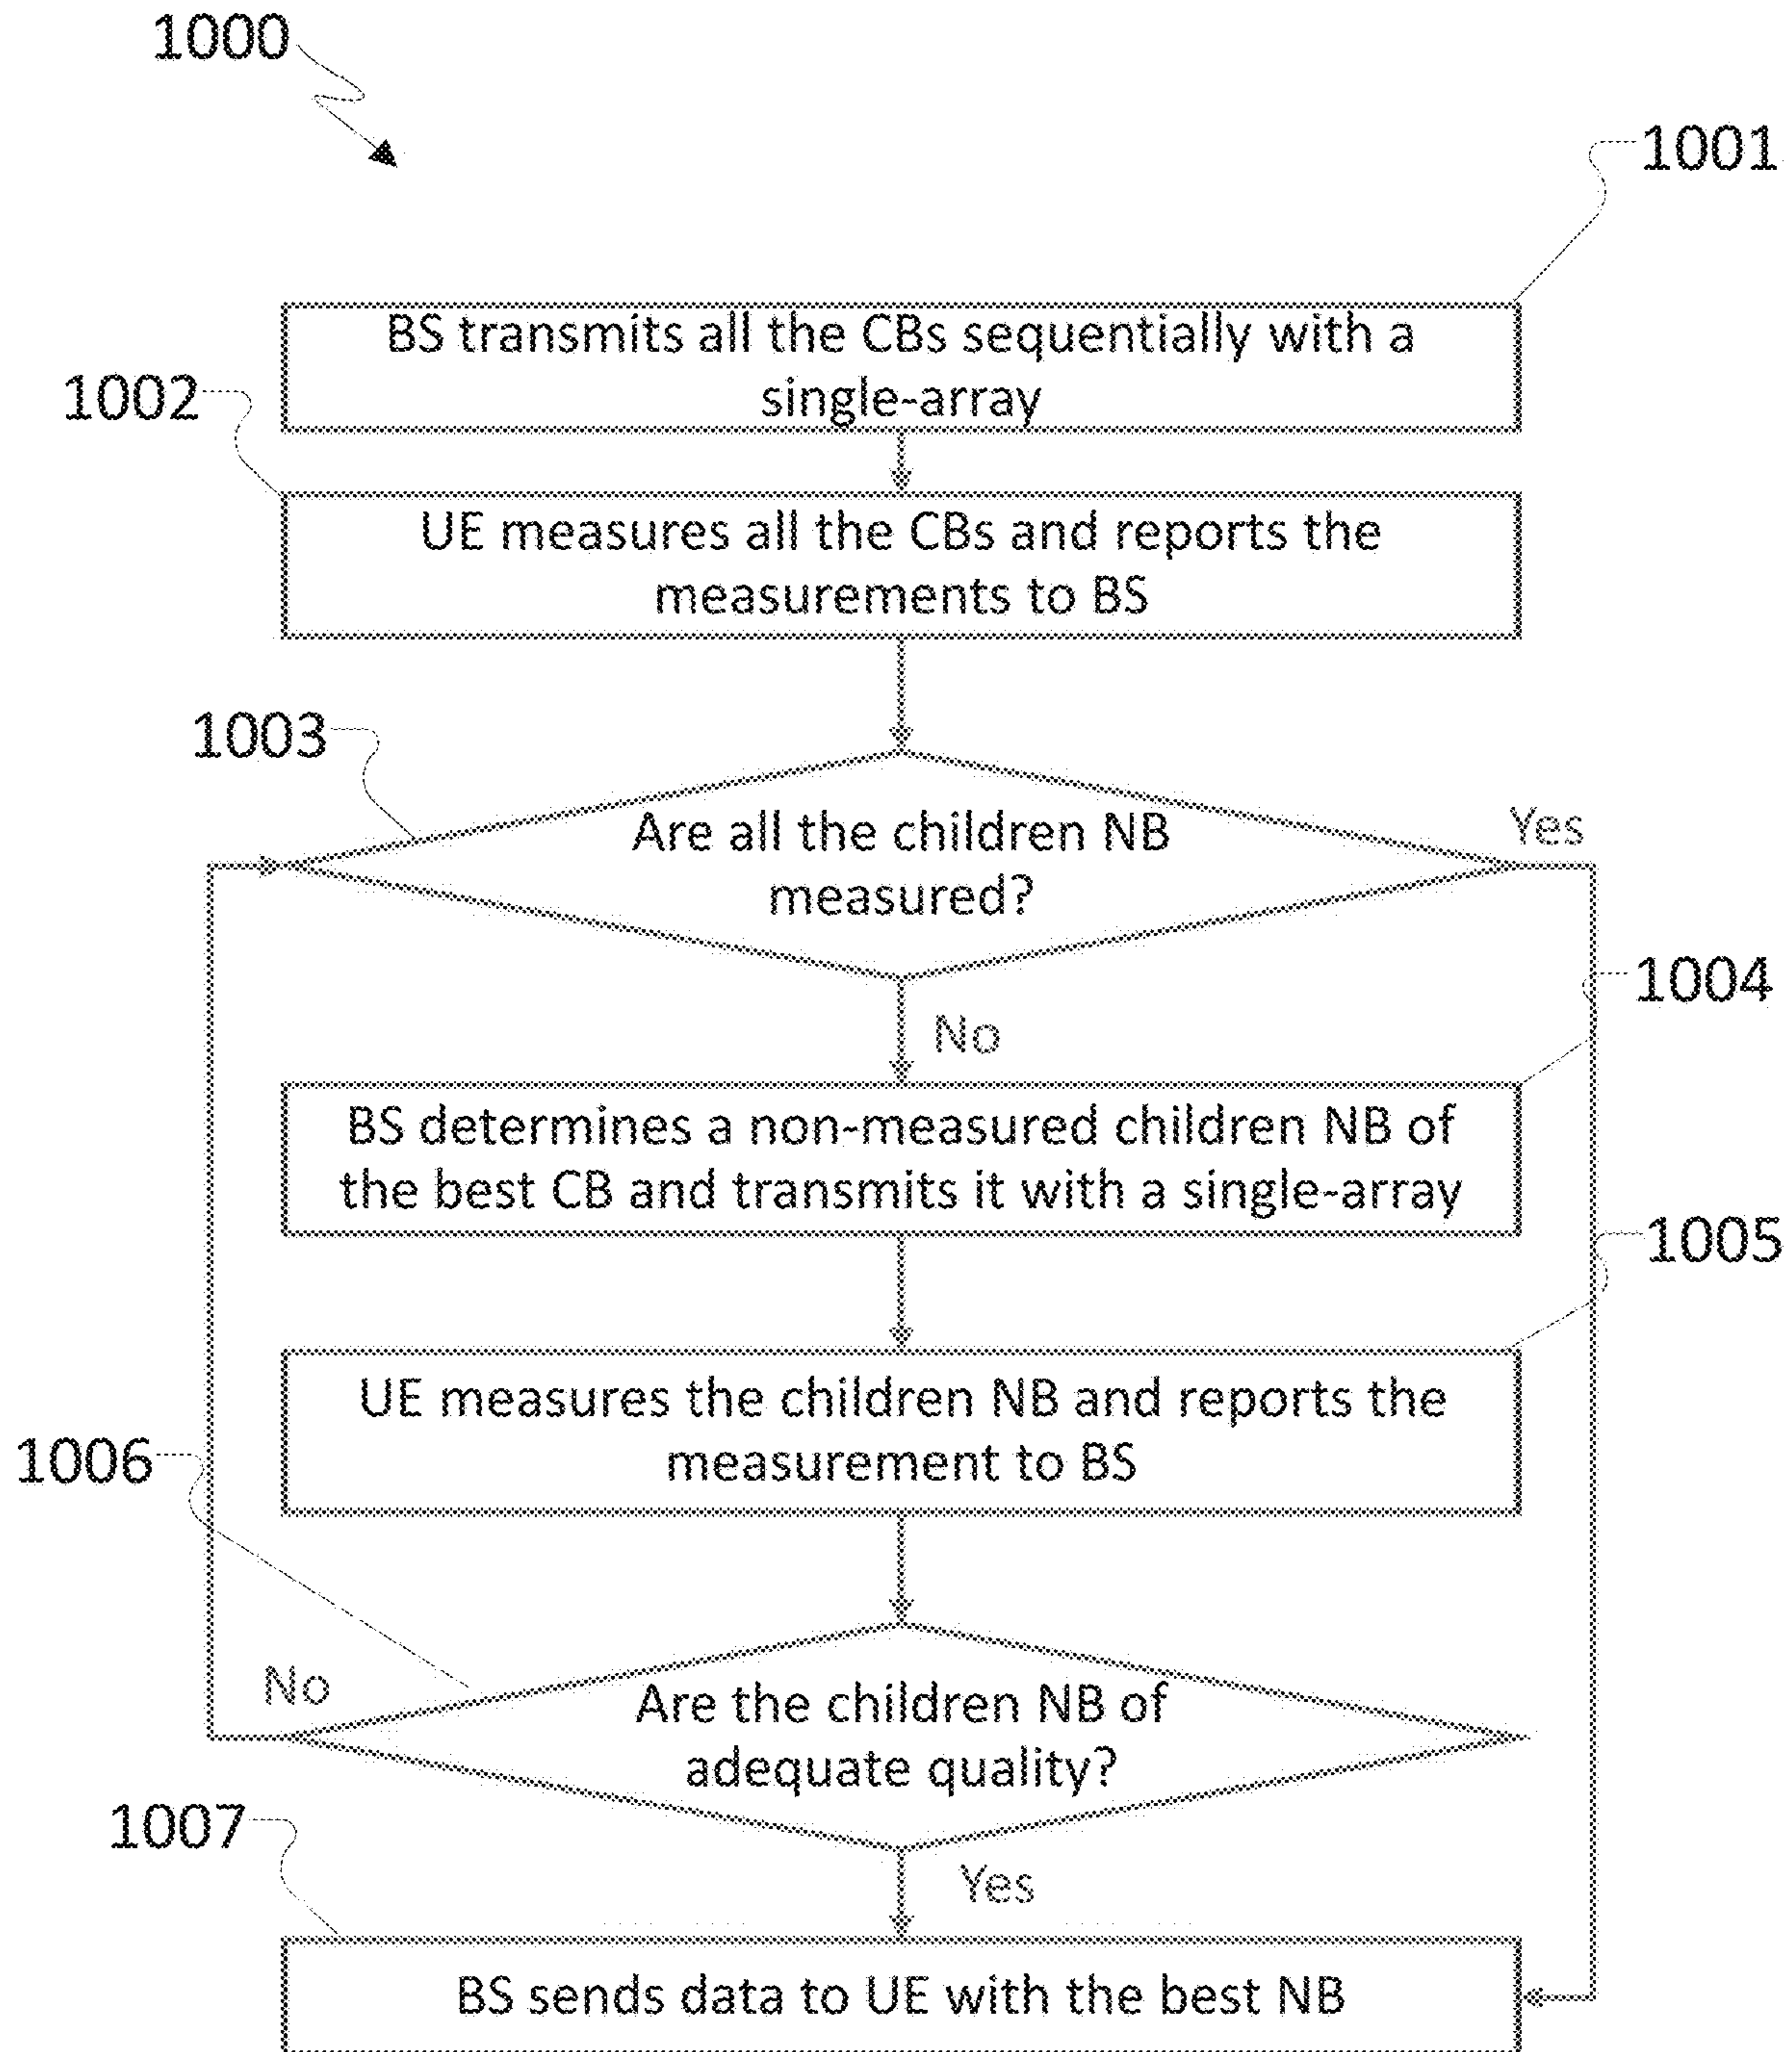 1000
1001
BS transmits all the CBs sequentially with a
single-array
1002
UE measures all the CBs and reports the
measurements to BS
1003
Are all the children NB
measured?
Yes
No
1004
BS determines a non-measured children NB of
the best CB and transmits it with a single-array
1005
UE measures the children NB and reports the
measurement to BS
1006
No
Are the children NB of
adequate quality?
1007
Yes
BS sends data to UE with the best NB